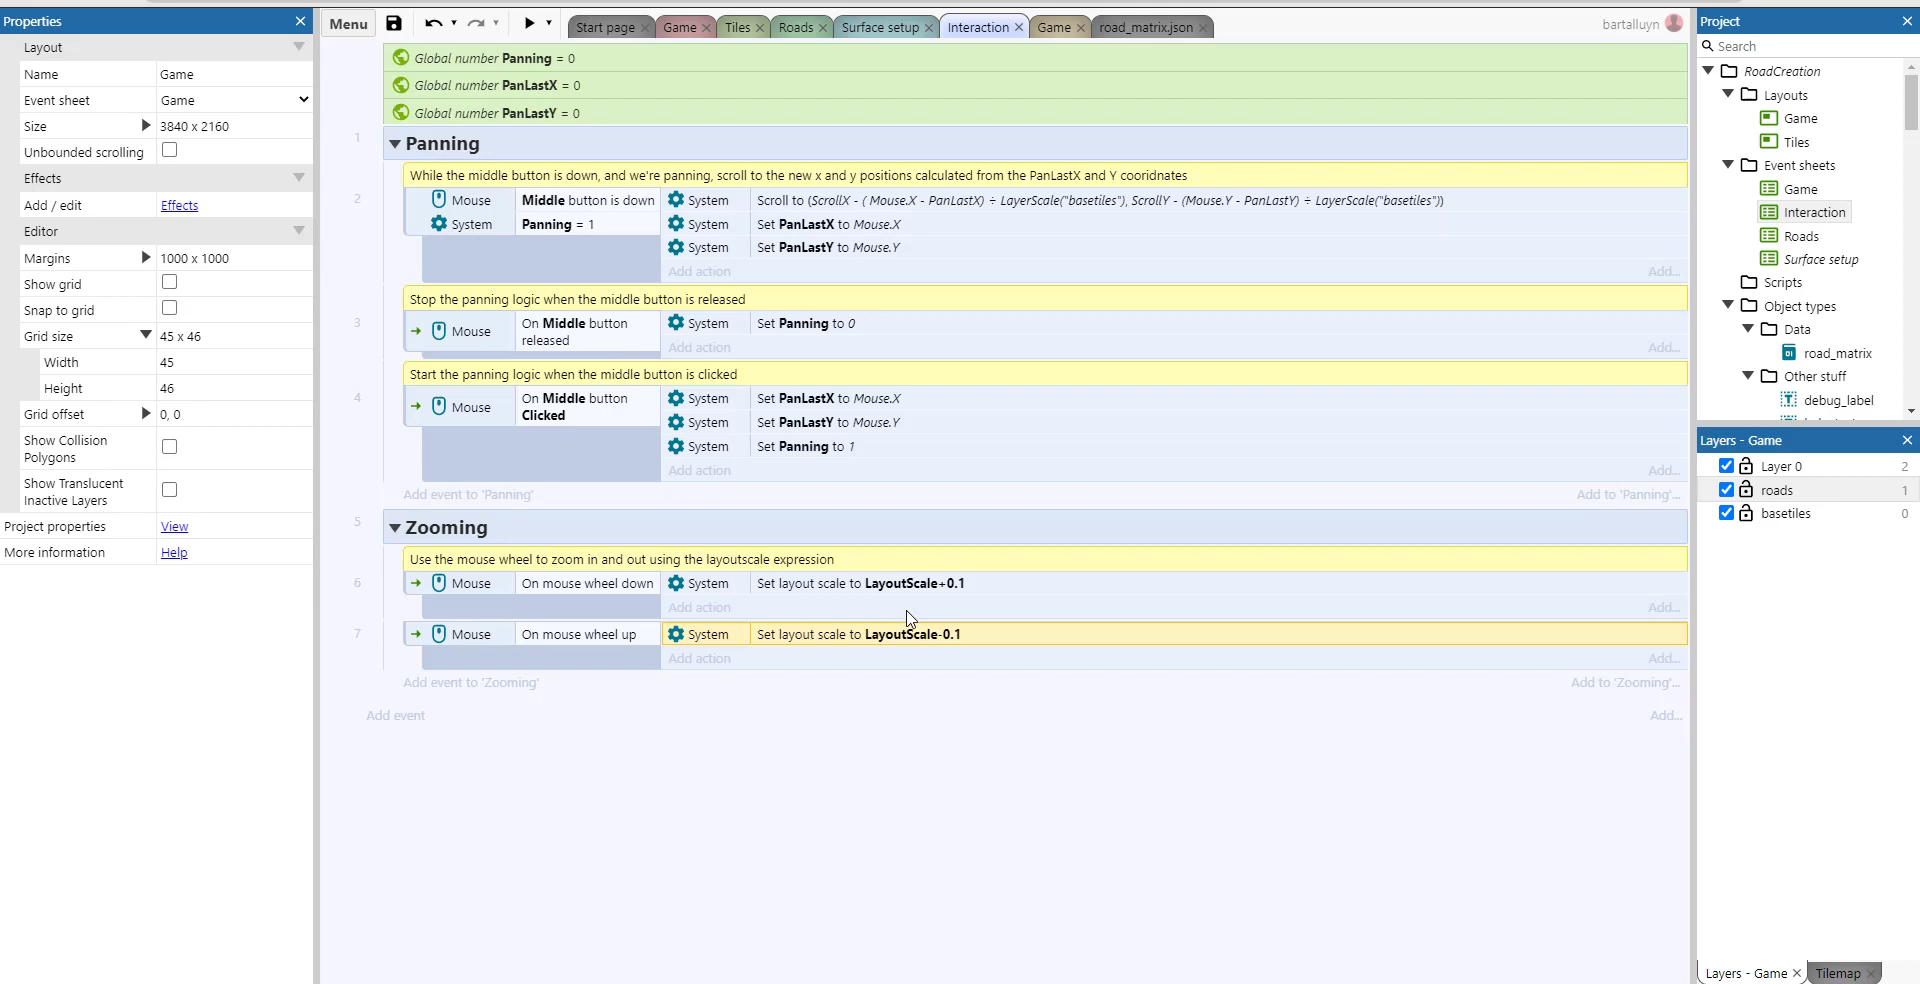 Properties
Layout
Name Game
Event sheet Game
Size 3840 x 2160
Unbounded scrolling
Effects
Add / edit Effects
Editor
Margins 1000 x 1000
Show grid
Snap to grid
Grid size 45 x 46
Width 45
Height 46
Grid offset 0, 0
Show Collision
Polygons
Show Translucent
Inactive Layers
Project properties View
More information Help
Menu
Start page
Game
Tiles
Roads
Surface setup
Interaction
Game
road_matrix.json
bartalluyn
Global number Panning = 0
Global number PanLastX = 0
Global number PanLastY = 0
1
Panning
While the middle button is down, and we're panning, scroll to the new x and y positions calculated from the PanLastX and Y cooridnates
2
Mouse Middle button is down System Scroll to (ScrollX - ( Mouse.X - PanLastX) ÷ LayerScale("basetiles"), ScrollY - (Mouse.Y - PanLastY) ÷ LayerScale("basetiles"))
System Panning = 1 System Set PanLastX to Mouse.X
System Set PanLastY to Mouse.Y
Add action Add...
Stop the panning logic when the middle button is released
3
Mouse On Middle button
released
System Set Panning to 0
Add action Add...
Start the panning logic when the middle button is clicked
4
Mouse On Middle button
Clicked
System Set PanLastX to Mouse.X
System Set PanLastY to Mouse.Y
System Set Panning to 1
Add action Add...
Add event to 'Panning' Add to 'Panning'...
5
Zooming
Use the mouse wheel to zoom in and out using the layoutscale expression
6
Mouse On mouse wheel down System Set layout scale to LayoutScale+0.1
Add action Add...
7
Mouse On mouse wheel up System Set layout scale to LayoutScale-0.1
Add action Add...
Add event to 'Zooming' Add to 'Zooming'...
Add event Add...
Project
Search
RoadCreation
Layouts
Game
Tiles
Event sheets
Game
Interaction
Roads
Surface setup
Scripts
Object types
Data
road_matrix
Other stuff
debug_label
Layers - Game
Layer 0 2
roads 1
basetiles 0
Layers - Game
Tilemap